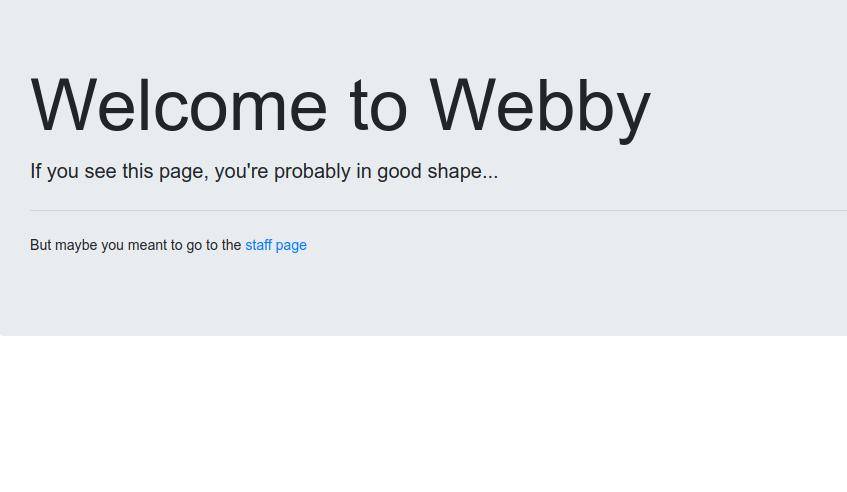 Welcome to Webby
If you see this page, you're probably in good shape...
But maybe you meant to go to the staff page